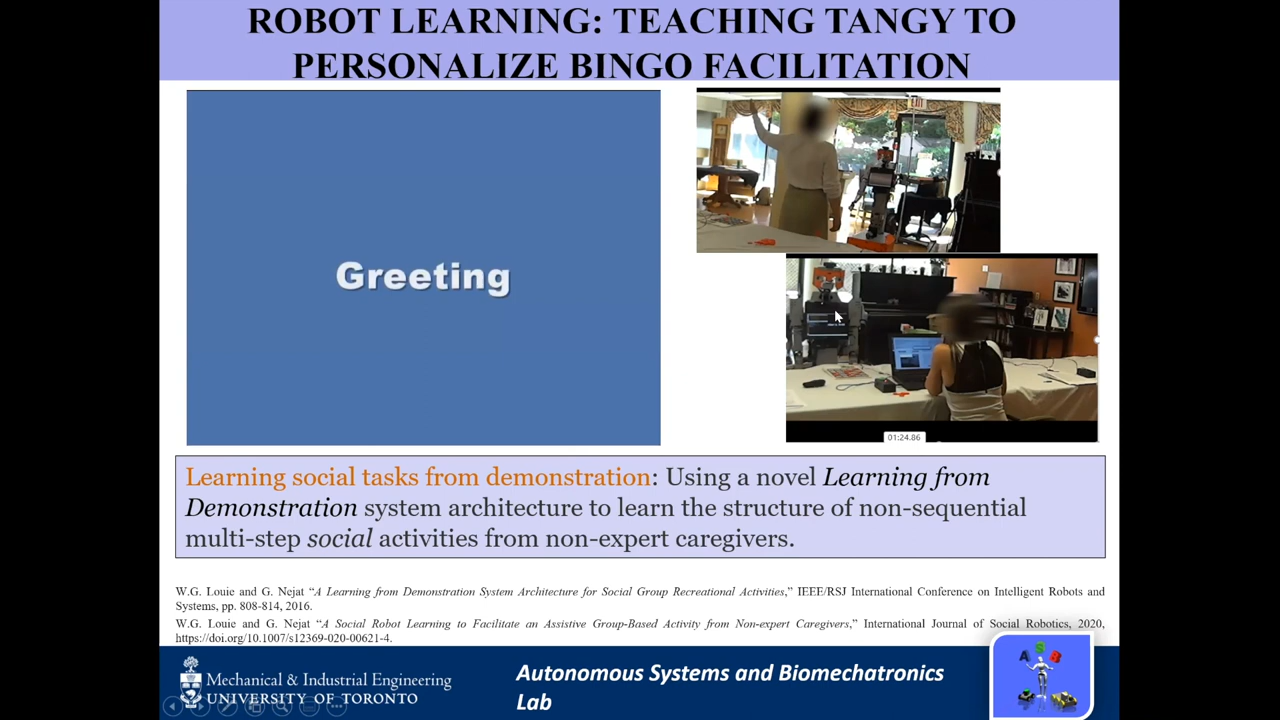 ROBOT LEARNING: TEACHING TANGY TO
PERSONALIZE BINGO FACILITATION
Greeting
01:24.86
Learning social tasks from demonstration: Using a novel Learning from
Demonstration system architecture to learn the structure of non-sequential
multi-step social activities from non-expert caregivers.
W.G. Louie and G. Nejat “A Learning from Demonstration System Architecture for Social Group Recreational Activities,” IEEE/RSJ International Conference on Intelligent Robots and
Systems, pp. 808-814, 2016.
W.G. Louie and G. Nejat “A Social Robot Learning to Facilitate an Assistive Group-Based Activity from Non-expert Caregivers,” International Journal of Social Robotics, 2020,
https://doi.org/10.1007/s12369-020-00621-4.
Mechanical & Industrial Engineering
UNIVERSITY OF TORONTO
Autonomous Systems and Biomechatronics
Lab
A S B